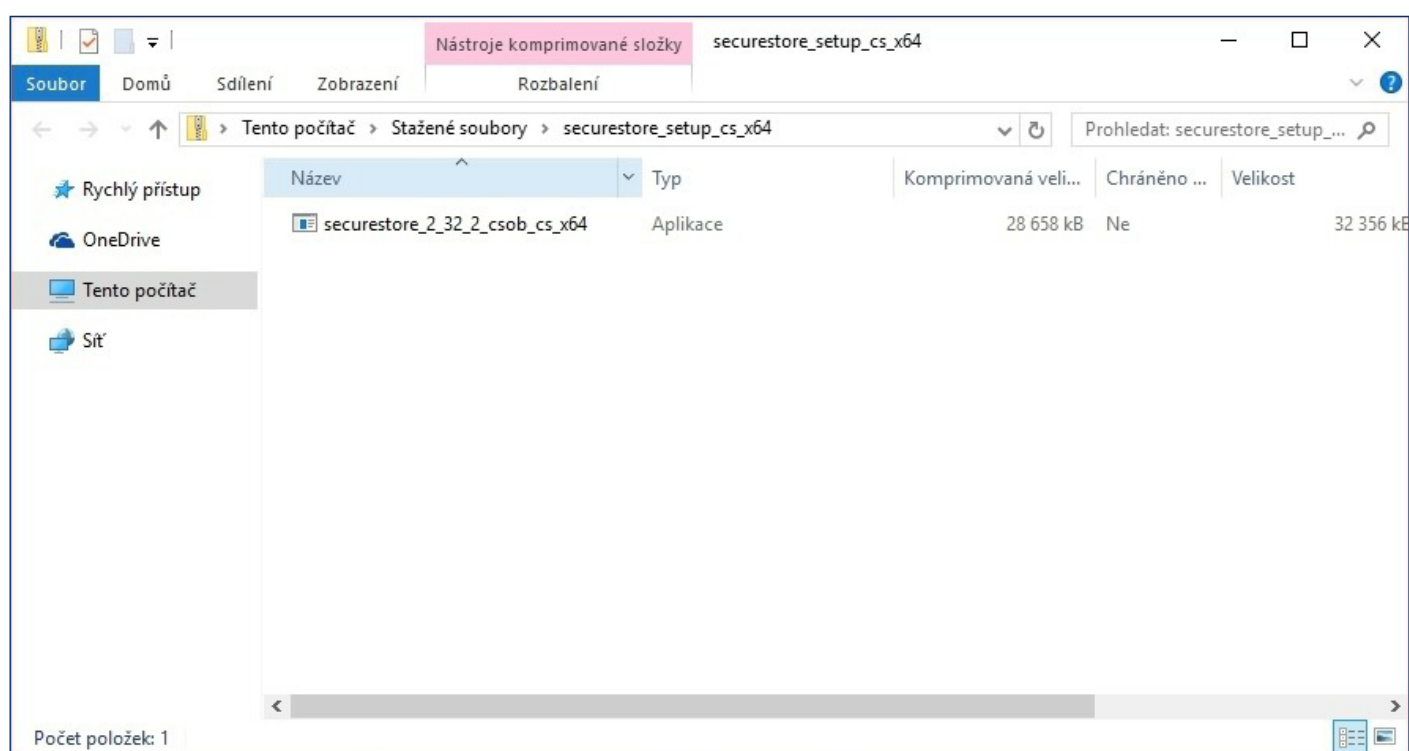 Nástroje komprimované složky securestore_setup_cs_x64
Soubor Domů Sdílení Zobrazení Rozbalení
Tento počítač Stažené soubory securestore_setup_cs_x64 Prohledat: securestore_setup_...
Název Typ Komprimovaná veli... Chráněno ... Velikost
Rychlý přístup
securestore_2_32_2_csob_cs_x64 Aplikace 28 658 kB Ne 32 356 kB
OneDrive
Tento počítač
Síť
Počet položek: 1